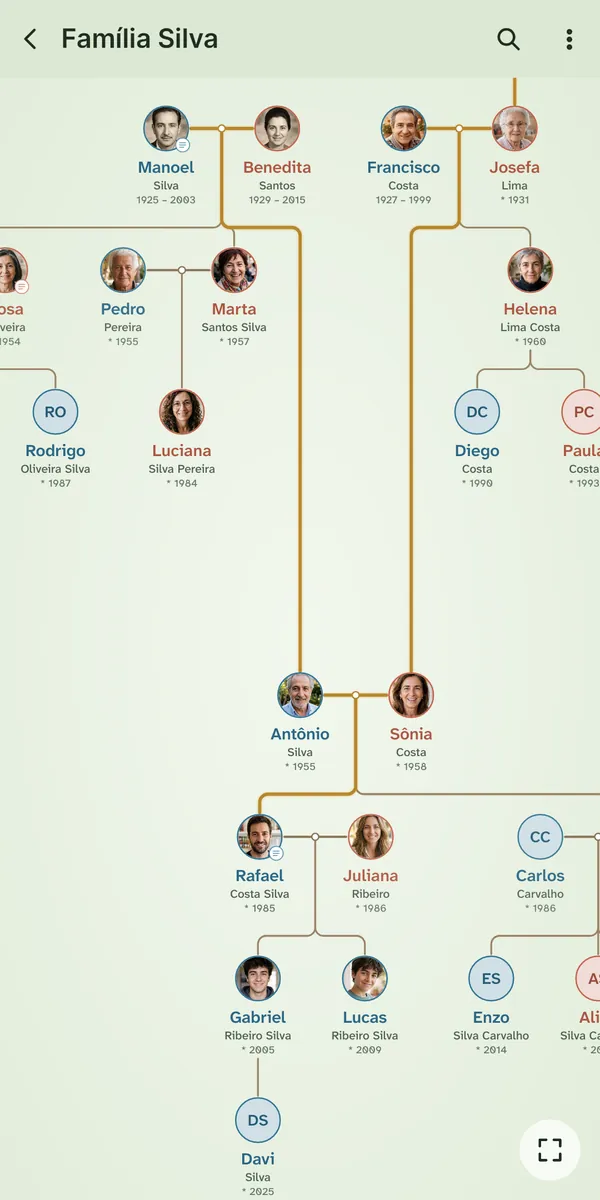 Família Silva
Manoel
Silva
1925 – 2003
Benedita
Santos
1929 – 2015
Francisco
Costa
1927 – 1999
Josefa
Lima
* 1931
osa
veira
1954
Pedro
Pereira
* 1955
Marta
Santos Silva
* 1957
Helena
Lima Costa
* 1960
RO
Rodrigo
Oliveira Silva
* 1987
Luciana
Silva Pereira
* 1984
DC
Diego
Costa
* 1990
PC
Paula
Costa
* 1993
Antônio
Silva
* 1955
Sônia
Costa
* 1958
Rafael
Costa Silva
* 1985
Juliana
Ribeiro
* 1986
CC
Carlos
Carvalho
* 1986
Gabriel
Ribeiro Silva
* 2005
Lucas
Ribeiro Silva
* 2009
ES
Enzo
Silva Carvalho
* 2014
Ali
Silva Ca
* 20
DS
Davi
Silva
* 2025